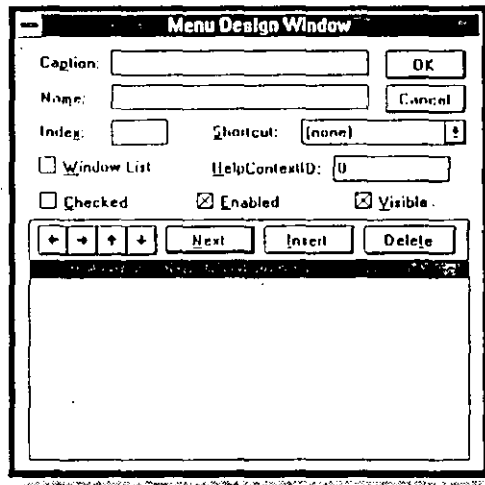 Menu Design Window
Caption:
OK
Name:
Cancel
Index:
Shortcut:
(none)
Window List
HelpContextID:
0
Checked
Enabled
Visible
Next
Insert
Delete